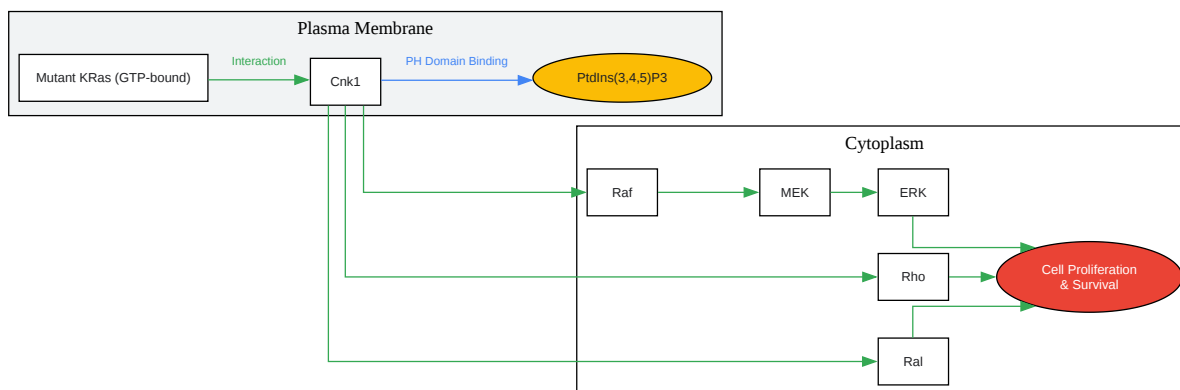 Plasma Membrane
Mutant KRas (GTP-bound)
Interaction
Cnk1
PH Domain Binding
PtdIns(3,4,5)P3
Cytoplasm
Raf
MEK
ERK
Rho
Cell Proliferation
& Survival
Ral